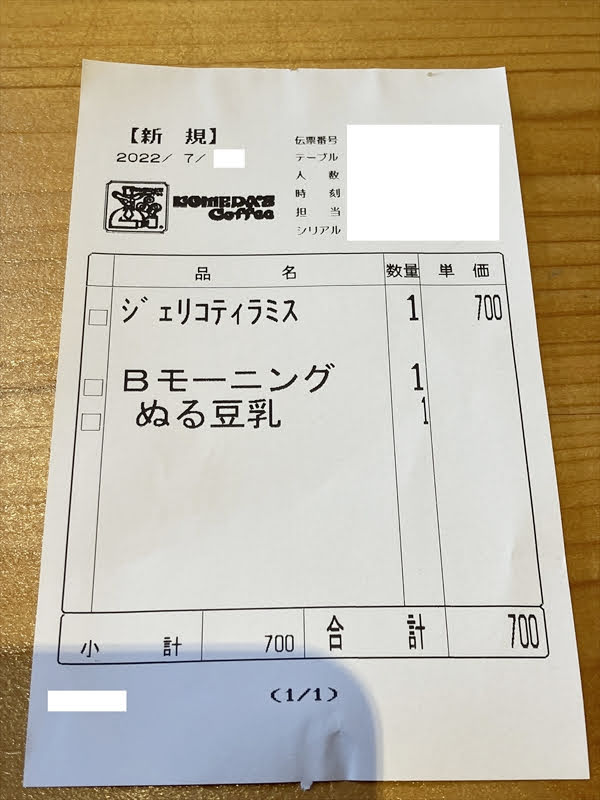 【新　規】
2022/ 7/
伝票番号
テーブル
人　数
時　刻
担　当
シリアル
KOMEDA'S
Coffee
品　名　数量　単　価
ジェリコティラミス　1　700
Bモーニング　1
ぬる豆乳　1
小　計　700　合　計　700
(1/1)